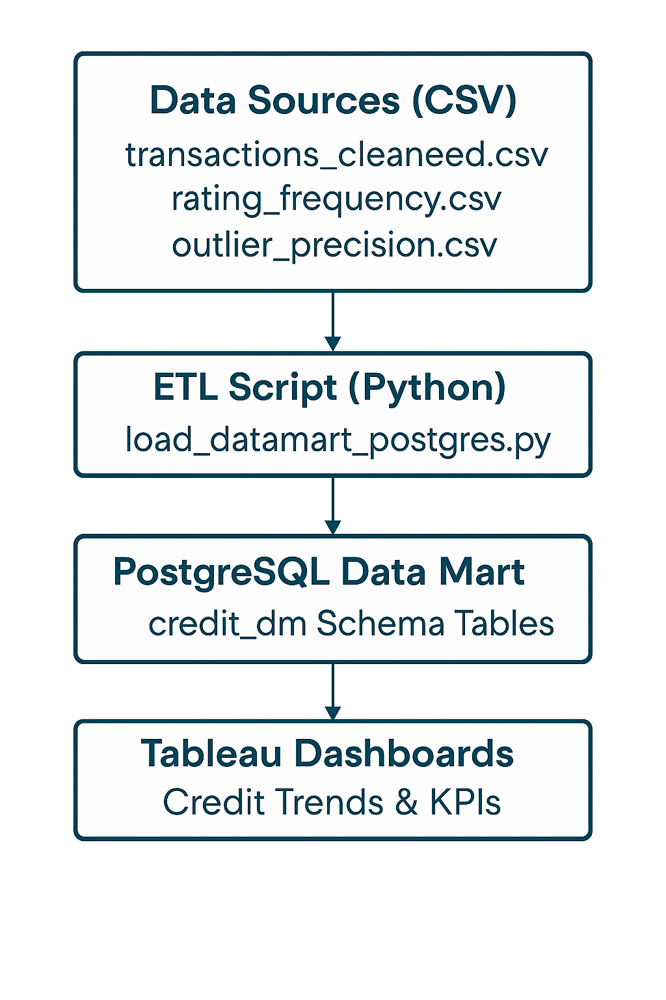 Data Sources (CSV)
transactions_cleaneed.csv
rating_frequency.csv
outlier_precision.csv
ETL Script (Python)
load_datamart_postgres.py
PostgreSQL Data Mart
credit_dm Schema Tables
Tableau Dashboards
Credit Trends & KPIs